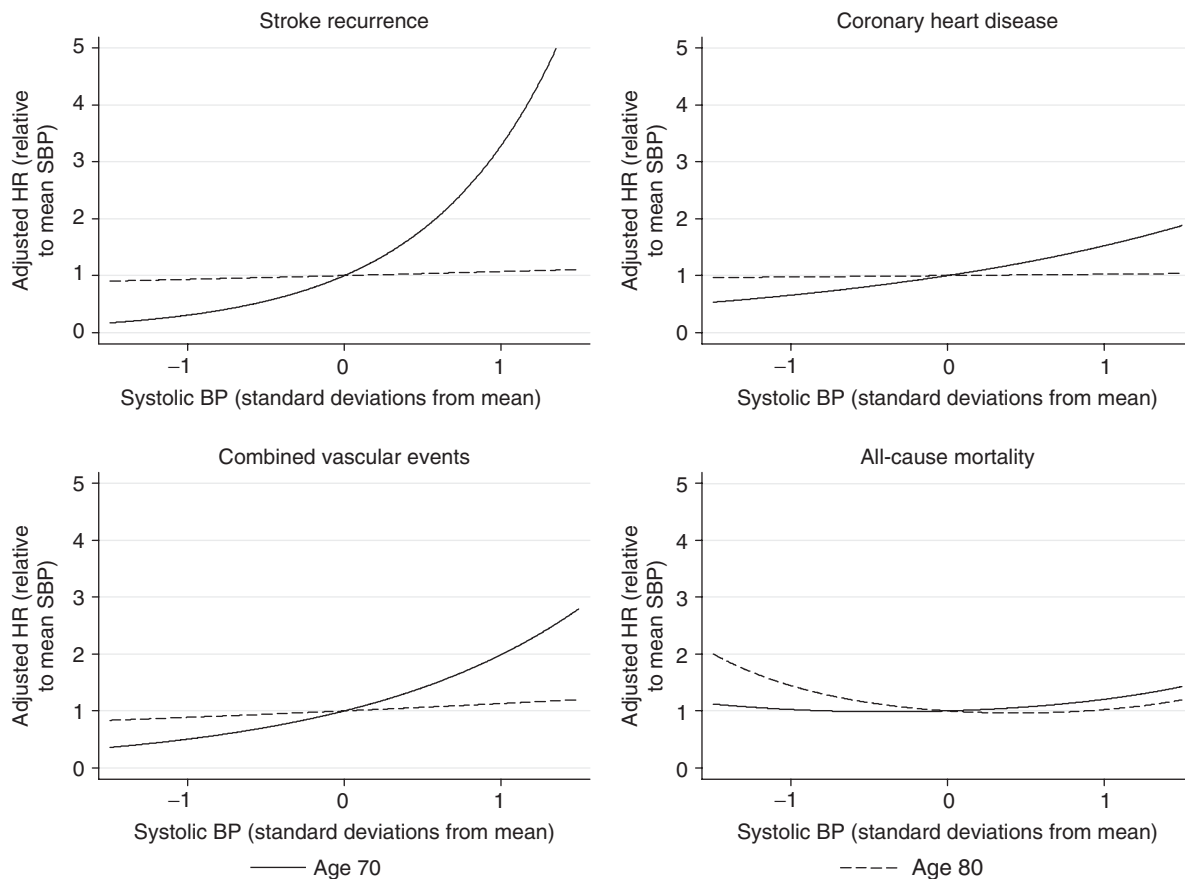 Stroke recurrence
Adjusted HR (relative
to mean SBP)
5
4
3
2
1
0
−1
0
1
Systolic BP (standard deviations from mean)
Coronary heart disease
Adjusted HR (relative
to mean SBP)
5
4
3
2
1
0
−1
0
1
Systolic BP (standard deviations from mean)
Combined vascular events
Adjusted HR (relative
to mean SBP)
5
4
3
2
1
0
−1
0
1
Systolic BP (standard deviations from mean)
All-cause mortality
Adjusted HR (relative
to mean SBP)
5
4
3
2
1
0
−1
0
1
Systolic BP (standard deviations from mean)
Age 70
Age 80